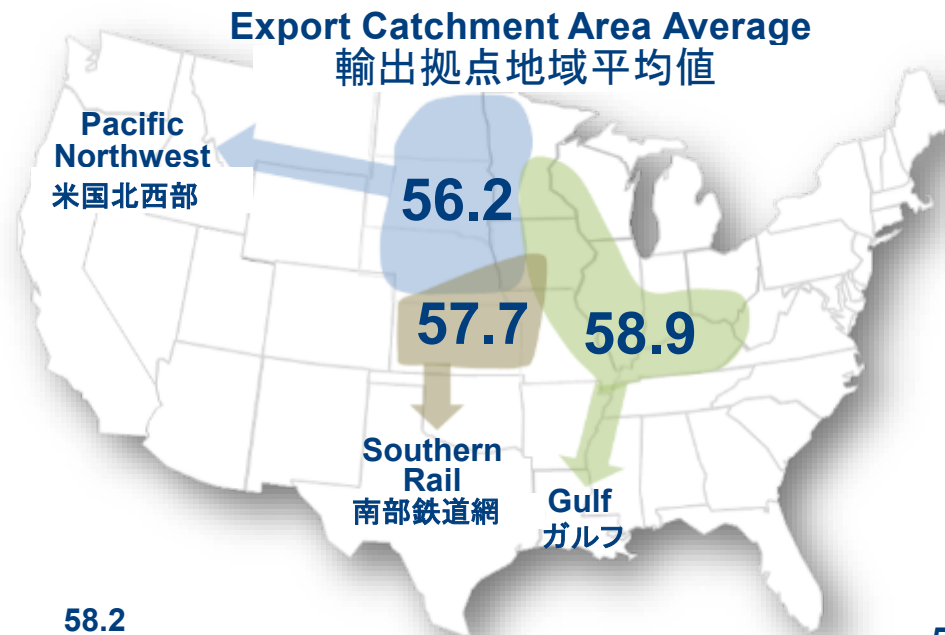 Export Catchment Area Average
輸出拠点地域平均値
Pacific
Northwest
米国北西部
56.2
57.7
58.9
Southern
Rail
南部鉄道網
Gulf
ガルフ
58.2